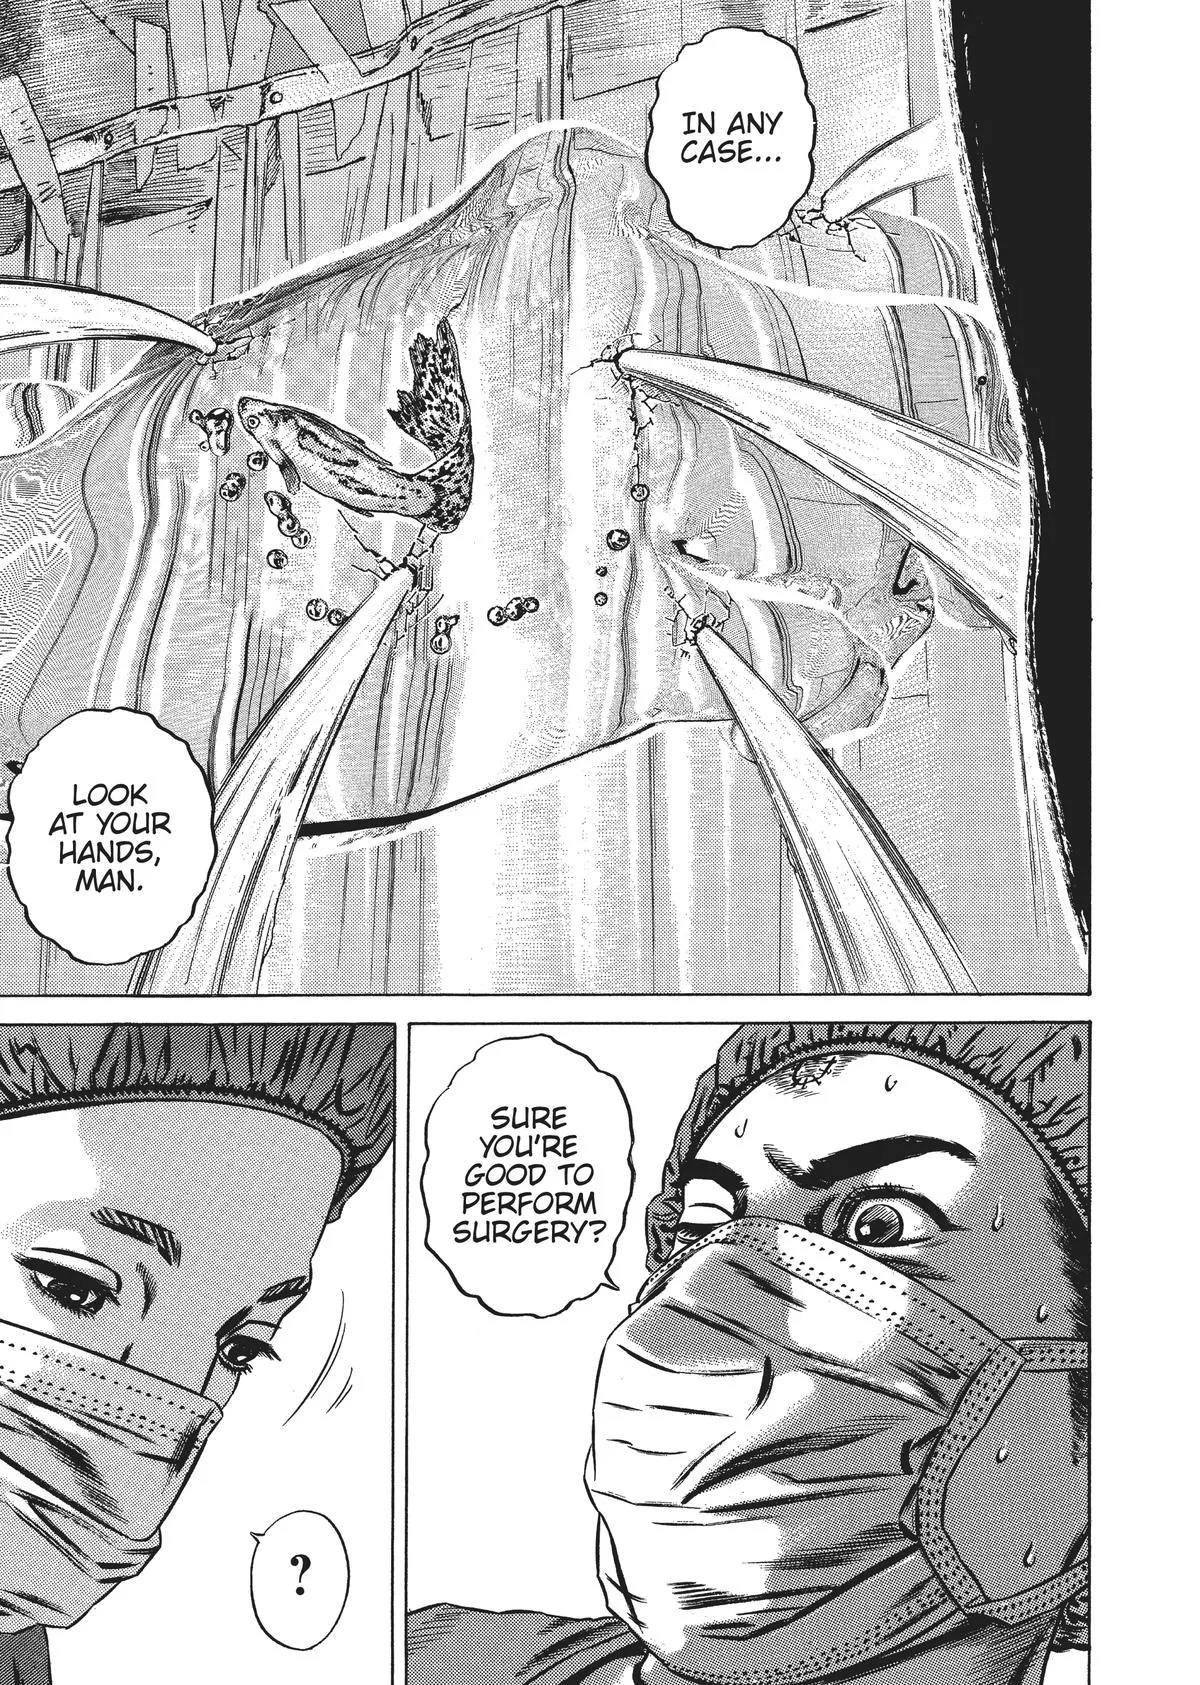 IN ANY
CASE...
LOOK
AT YOUR
HANDS,
MAN.
SURE
YOU'RE
GOOD TO
PERFORM
SURGERY?
?